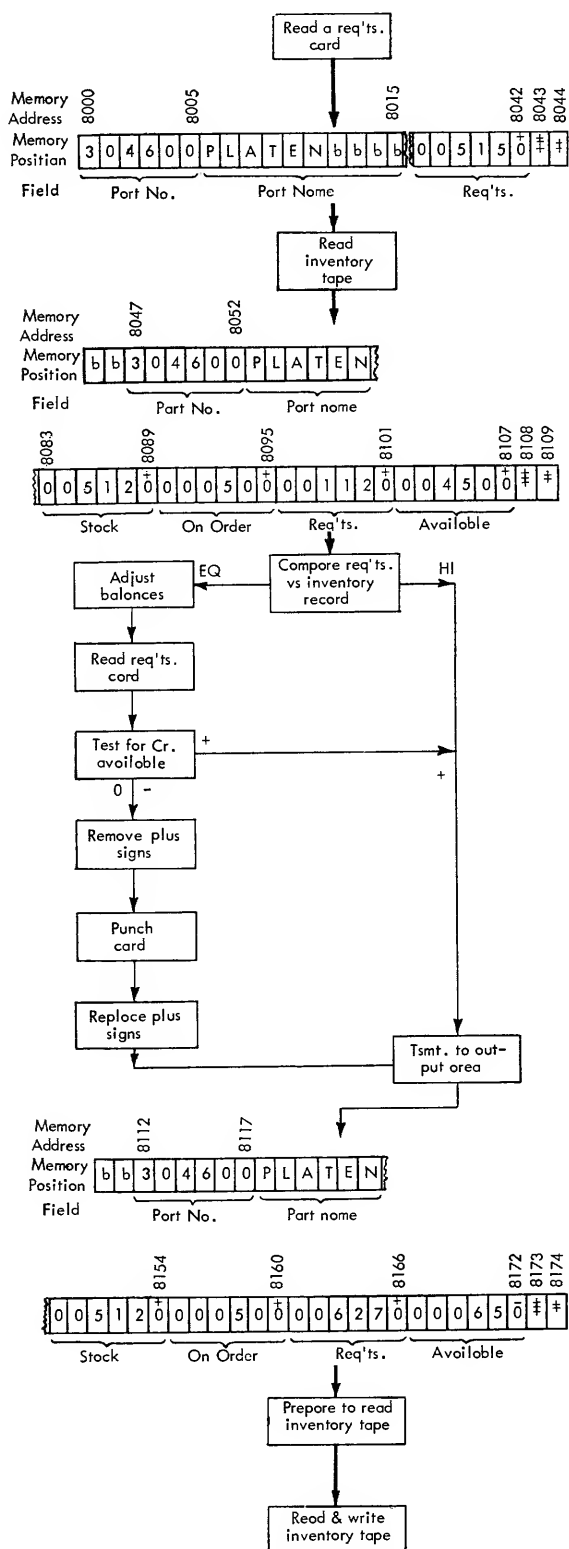 Read a req'ts.
card
Memory
Address
8000 8005 8015 8042 8043 8044
Memory
Position
3 0 4 6 0 0 P L A T E N b b b b 0 0 5 1 5 0̟ ⧧ ‡
Field Port No. Port Nome Req'ts.
Read
inventory
tape
Memory
Address
8047 8052
Memory
Position
b b 3 0 4 6 0 0 P L A T E N
Field Part No. Port name
8083 8089 8095 8101 8107 8108 8109
0 0 5 1 2 0̟ 0 0 0 5 0 0̟ 0 0 1 1 2 0̟ 0 0 4 5 0 0̟ ⧧ ‡
Stock On Order Req'ts. Available
Adjust
balonces
EQ
Compore req'ts.
vs inventory
record
HI
Read req'ts.
cord
Test for Cr.
available
+
0 –
+
Remove plus
signs
Punch
card
Reploce plus
signs
Tsmt. to out-
put orea
Memory
Address
8112 8117
Memory
Position
b b 3 0 4 6 0 0 P L A T E N
Field Port No. Part name
8154 8160 8166 8172 8173 8174
0 0 5 1 2 0̟ 0 0 0 5 0 0̟ 0 0 6 2 7 0̟ 0 0 0 6 5 0̄ ⧧ ‡
Stock On Order Req'ts. Available
Prepore to read
inventory tape
Read & write
inventory tape